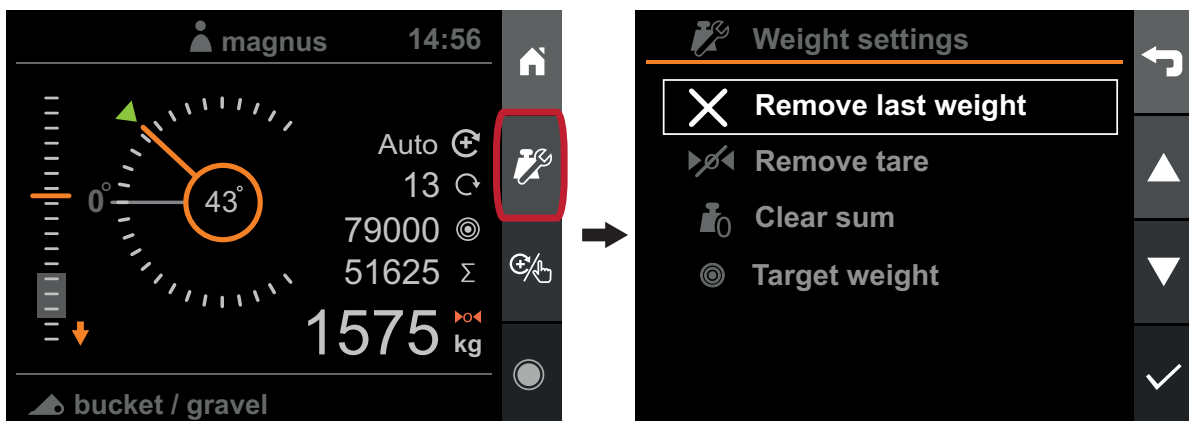 magnus 14:56
0°
43°
Auto
13
79000
51625 Σ
1575 kg
bucket / gravel
Weight settings
Remove last weight
Remove tare
Clear sum
Target weight